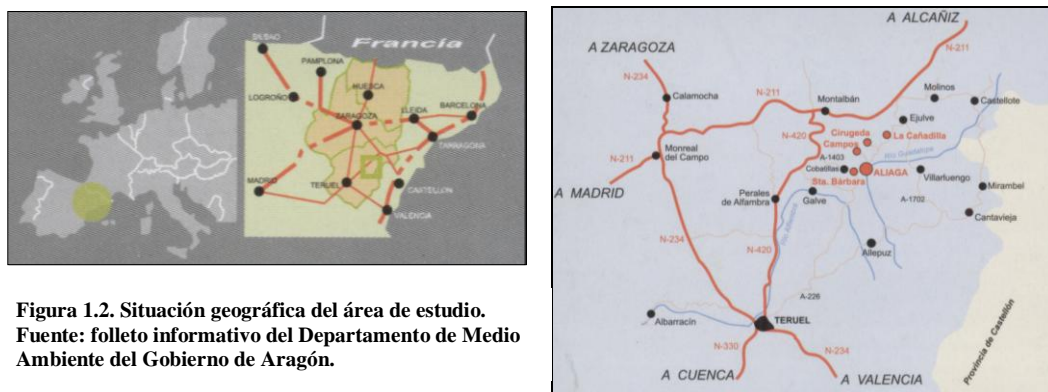 Francia
BILBAO
PAMPLONA
HUESCA
LOGROÑO
LLEIDA
BARCELONA
ZARAGOZA
TARRAGONA
MADRID
TERUEL
CASTELLON
VALENCIA
Figura 1.2. Situación geográfica del área de estudio.
Fuente: folleto informativo del Departamento de Medio
Ambiente del Gobierno de Aragón.
A ALCAÑIZ
A ZARAGOZA
N-211
N-234
Calamocha
N-211
Montalbán
Molinos
Castellote
Ejulve
N-420
Cirugeda
La Cañadilla
Campos
Río Guadalope
Monreal
del Campo
N-211
A-1403
Cobatillas
ALIAGA
Sta. Bárbara
Villarluengo
A MADRID
Mirambel
Perales
de Alfambra
Galve
A-1702
Cantavieja
Río Alfambra
N-234
N-420
Allepuz
A-226
Albarracín
TERUEL
N-330
N-234
A CUENCA
A VALENCIA
Provincia de Castellón